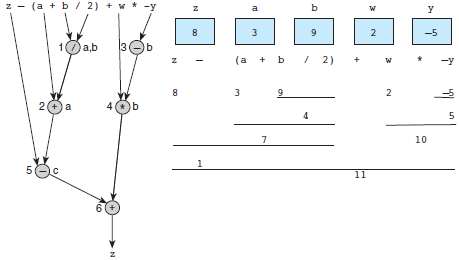 z − (a + b / 2) + w * −y
1 / a,b
3 − b
2 + a
4 * b
5 − c
6 +
z
z a b w y
8 3 9 2 −5
z − (a + b / 2) + w * −y
8 3 9 2 −5
4 5
7 10
1
11